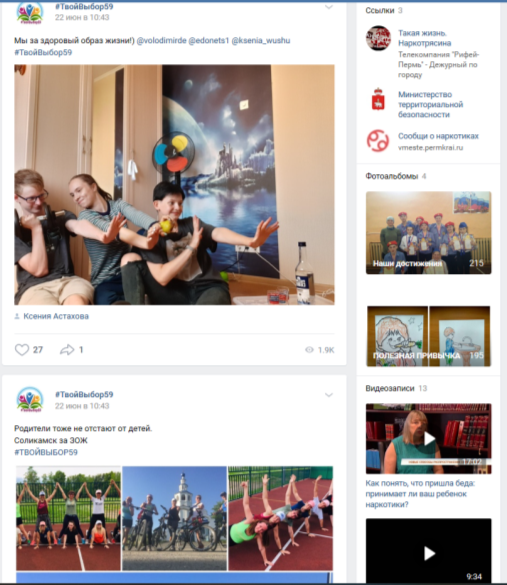 #ТвойВыбор59
22 июн в 10:43
Мы за здоровый образ жизни!) @volodimirde @edonets1 @ksenia_wushu
#ТвойВыбор59
Ксения Астахова
27
1
1.9K
#ТвойВыбор59
22 июн в 10:43
Родители тоже не отстают от детей.
Соликамск за ЗОЖ
#ТВОЙВЫБОР59
Ссылки 3
Такая жизнь.
Наркотрясина
Телекомпания "Рифей-
Пермь" - Дежурный по
городу
Министерство
территориальной
безопасности
Сообщи о наркотиках
vmeste.permkrai.ru
Фотоальбомы 4
Наши достижения 215
ПОЛЕЗНАЯ ПРИВЫЧКА 195
Видеозаписи 13
17:02
Как понять, что пришла беда:
принимает ли ваш ребенок
наркотики?
9:34